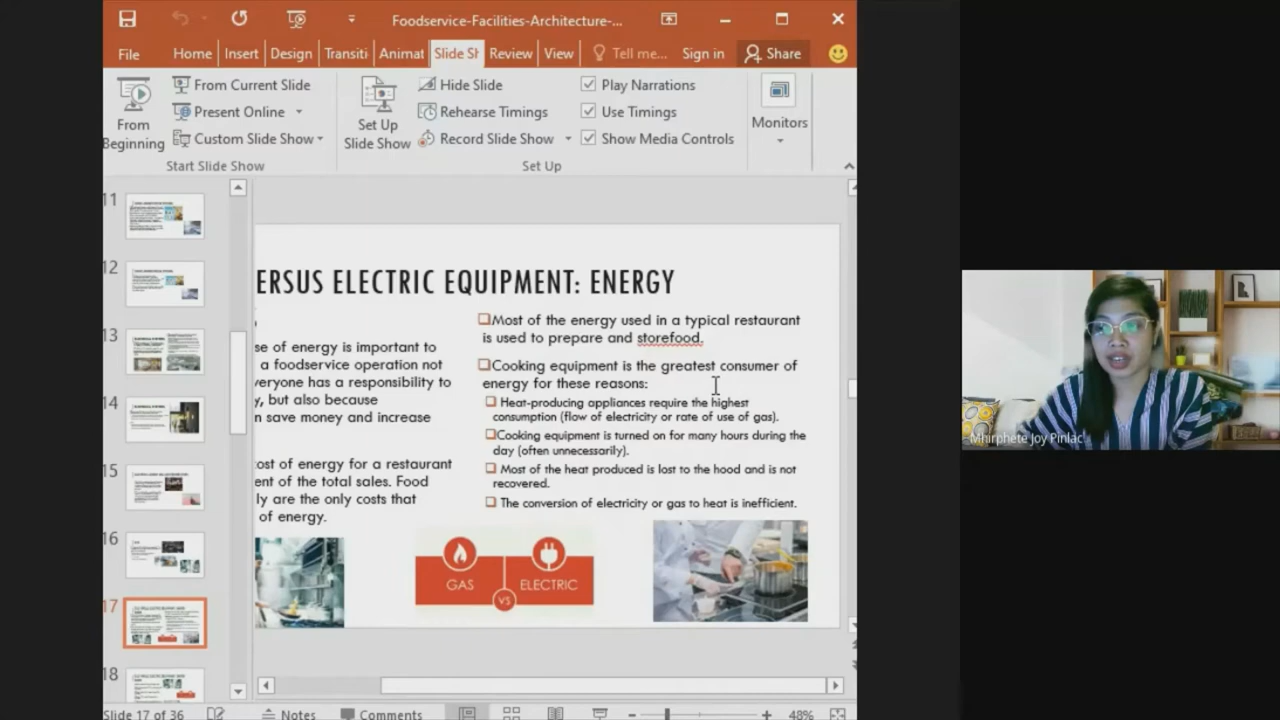 Foodservice-Facilities-Architecture-...
File Home Insert Design Transiti Animat Slide Sh Review View Tell me... Sign in Share
From Beginning
From Current Slide
Present Online
Custom Slide Show
Start Slide Show
Set Up Slide Show
Hide Slide
Rehearse Timings
Record Slide Show
Play Narrations
Use Timings
Show Media Controls
Set Up
Monitors
11
12
13
14
15
16
17
18
ERSUS ELECTRIC EQUIPMENT: ENERGY
se of energy is important to
a foodservice operation not
veryone has a responsibility to
y, but also because
n save money and increase
cost of energy for a restaurant
ent of the total sales. Food
ly are the only costs that
of energy.
Most of the energy used in a typical restaurant
is used to prepare and storefood.
Cooking equipment is the greatest consumer of
energy for these reasons:
Heat-producing appliances require the highest
consumption (flow of electricity or rate of use of gas).
Cooking equipment is turned on for many hours during the
day (often unnecessarily).
Most of the heat produced is lost to the hood and is not
recovered.
The conversion of electricity or gas to heat is inefficient.
GAS
VS
ELECTRIC
Slide 17 of 36 Notes Comments 48%
Mhirphete Joy Pinlac